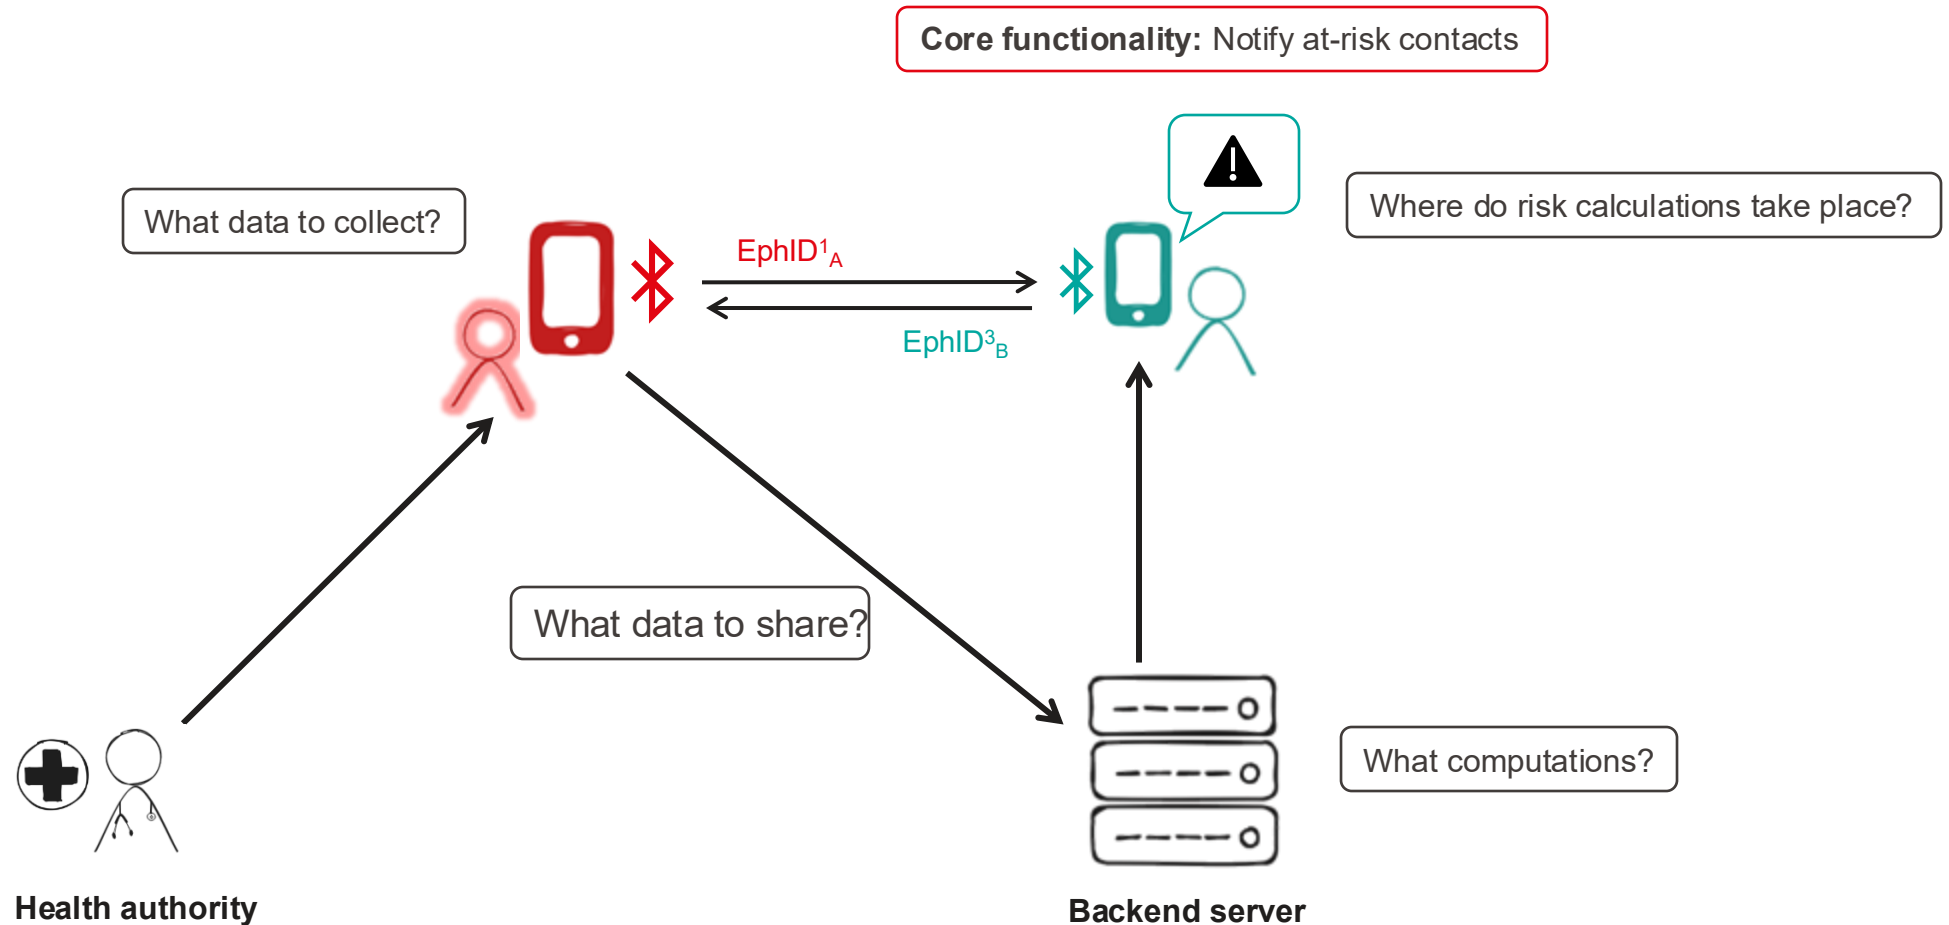 Core functionality: Notify at-risk contacts
What data to collect?
Where do risk calculations take place?
EphID¹A
EphID³B
What data to share?
What computations?
Health authority
Backend server